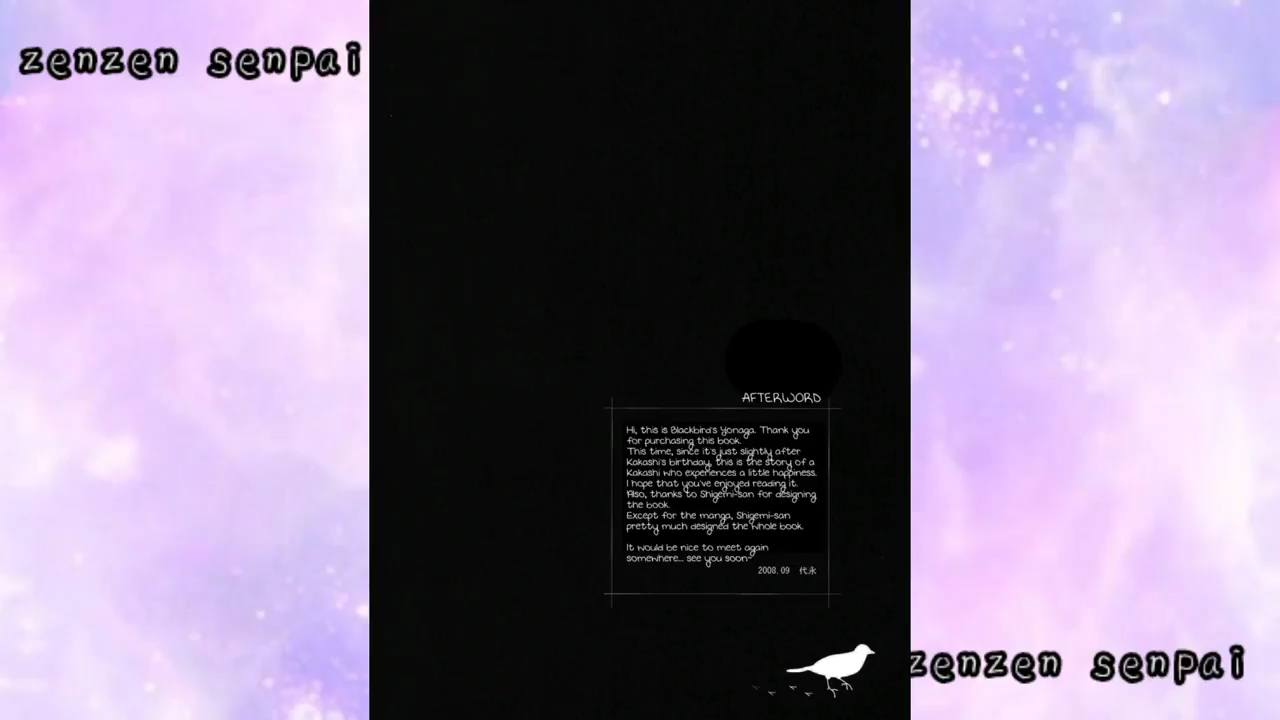 zenzen senpai
AFTERWORD
Hi, this is Blackbird's Yonaga. Thank you
for purchasing this book.
This time, since it's just slightly after
Kakashi's birthday, this is the story of a
Kakashi who experiences a little happiness.
I hope that you've enjoyed reading it.
Also, thanks to Shigemi-san for designing
the book.
Except for the manga, Shigemi-san
pretty much designed the whole book.
It would be nice to meet again
somewhere... see you soon~
2008.09 代永
zenzen senpai